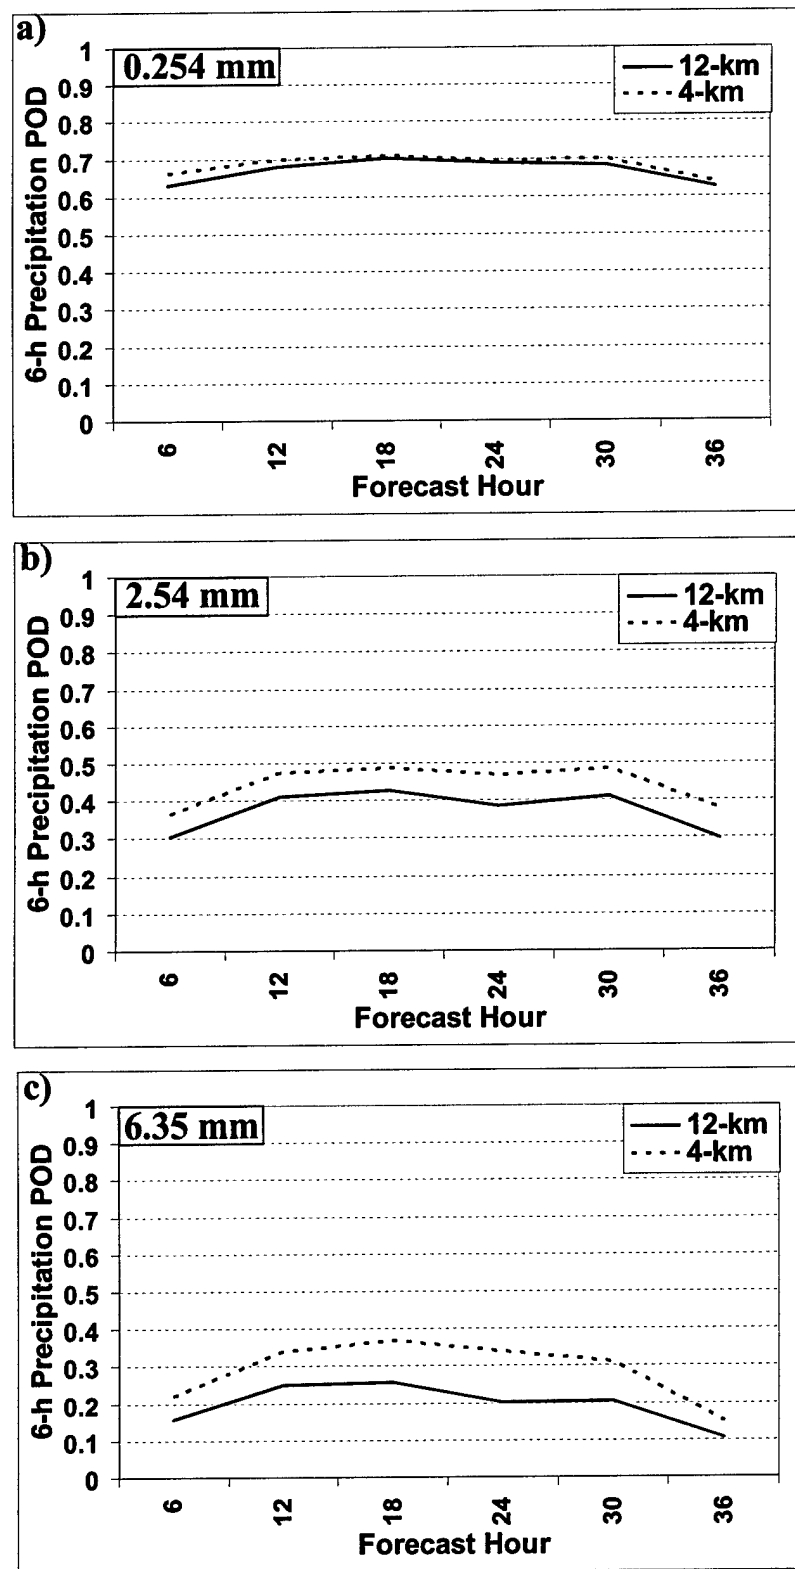 a)
0.254 mm
12-km
4-km
6-h Precipitation POD
1
0.9
0.8
0.7
0.6
0.5
0.4
0.3
0.2
0.1
0
6
12
18
24
30
36
Forecast Hour
b)
2.54 mm
12-km
4-km
6-h Precipitation POD
1
0.9
0.8
0.7
0.6
0.5
0.4
0.3
0.2
0.1
0
6
12
18
24
30
36
Forecast Hour
c)
6.35 mm
12-km
4-km
6-h Precipitation POD
1
0.9
0.8
0.7
0.6
0.5
0.4
0.3
0.2
0.1
0
6
12
18
24
30
36
Forecast Hour